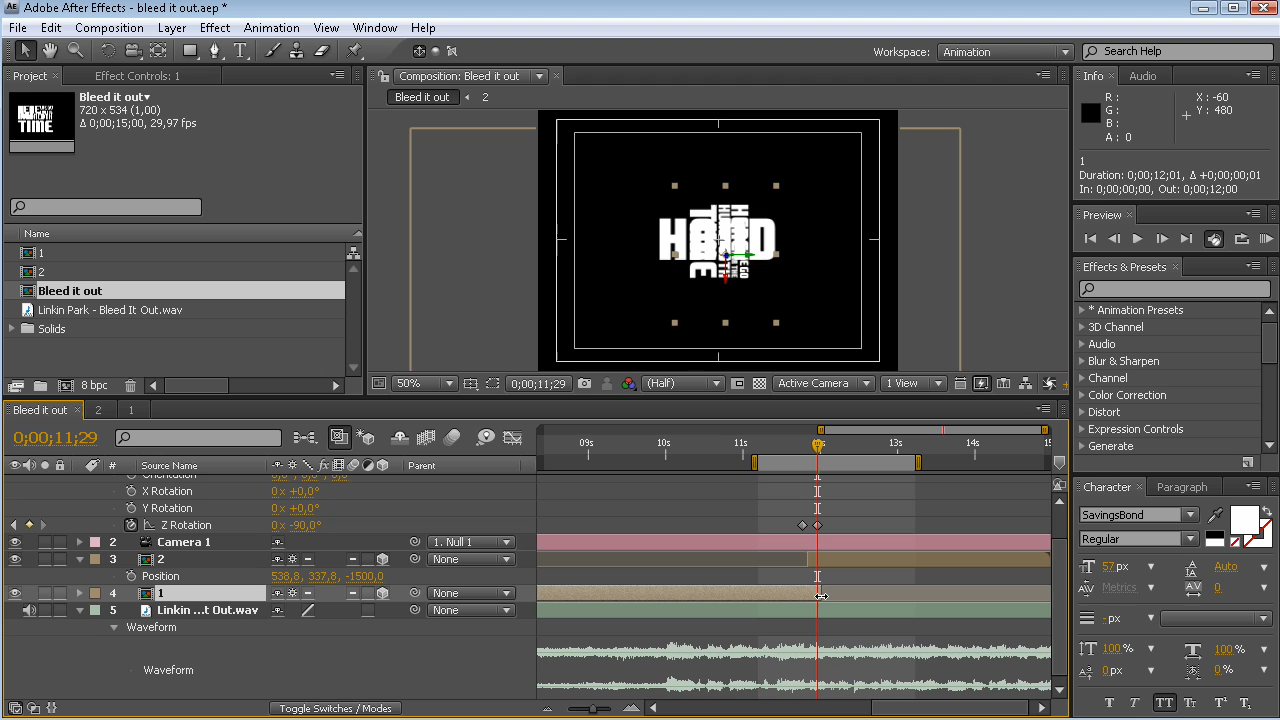 Adobe After Effects - bleed it out.aep *
File Edit Composition Layer Effect Animation View Window Help
Workspace: Animation Search Help
Project Effect Controls: 1
Bleed it out
720 x 534 (1,00)
Δ 0;00;15;00, 29,97 fps
Name
1
2
Bleed it out
Linkin Park - Bleed It Out.wav
Solids
8 bpc
Composition: Bleed it out
Bleed it out 2
50% 0;00;11;29 (Half) Active Camera 1 View
Info Audio
R :
G :
B :
A : 0
X : -60
Y : 480
1
Duration: 0;00;12;01, Δ +0;00;00;01
In: 0;00;00;00, Out: 0;00;12;00
Preview
Effects & Presets
* Animation Presets
3D Channel
Audio
Blur & Sharpen
Channel
Color Correction
Distort
Expression Controls
Generate
Character Paragraph
SavingsBond
Regular
57 px Auto
Metrics 0
- px
100 % 100 %
0 px 0 %
T T TT Tт T¹ T₁
Bleed it out 2 1
0;00;11;29
09s 10s 11s 13s 14s 15
# Source Name Parent
X Rotation 0 x +0,0°
Y Rotation 0 x +0,0°
Z Rotation 0 x -90,0°
2 Camera 1 1. Null 1
3 2 None
Position 538,8, 337,8, -1500,0
4 1 None
5 Linkin ...t Out.wav None
Waveform
Waveform
Toggle Switches / Modes